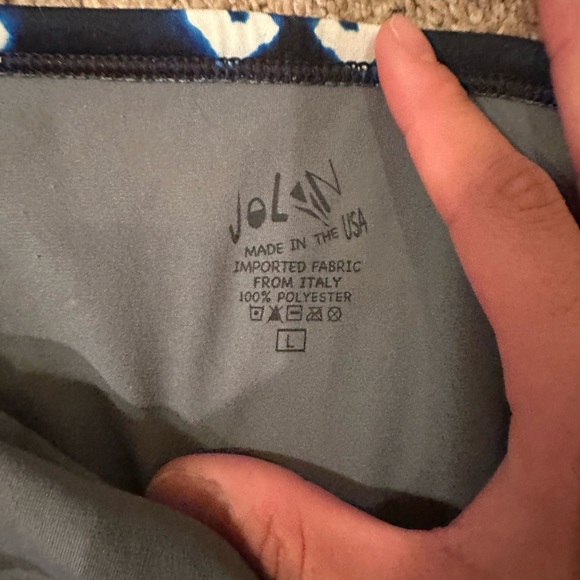 JOLYN
MADE IN THE USA
IMPORTED FABRIC
FROM ITALY
100% POLYESTER
L